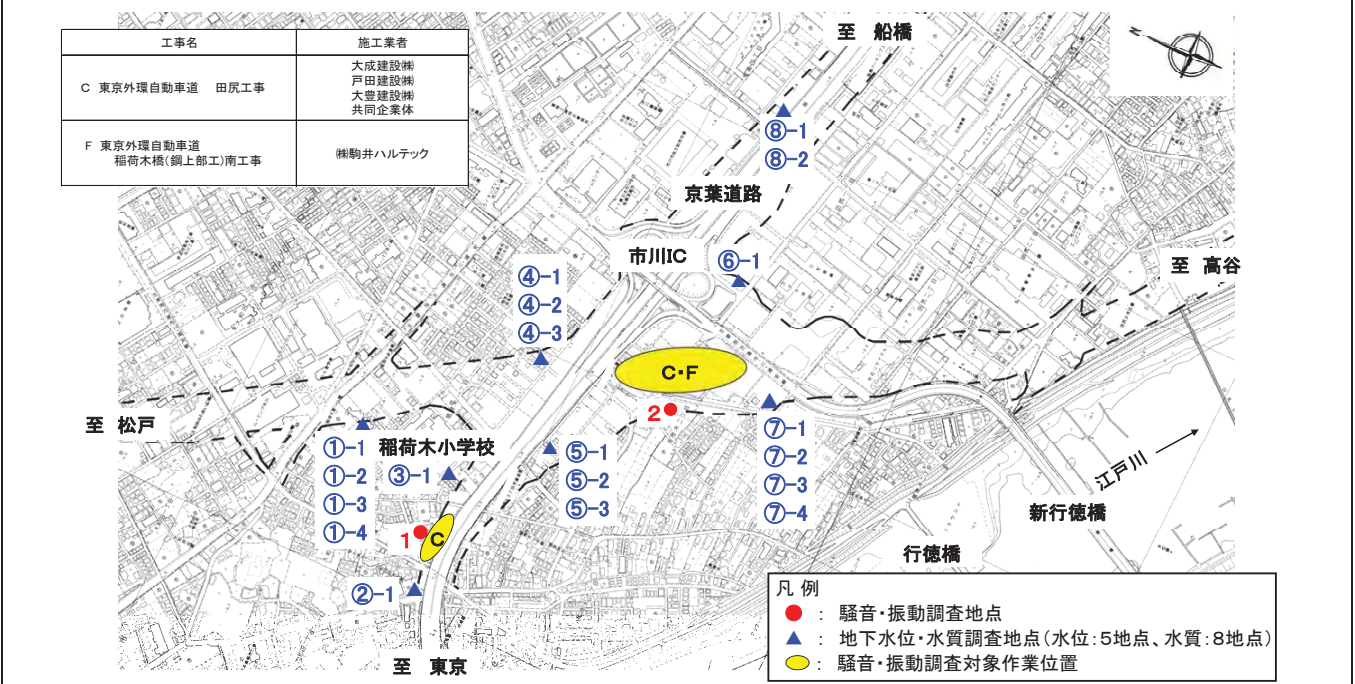 工事名 施工業者
C 東京外環自動車道 田尻工事
大成建設㈱
戸田建設㈱
大豊建設㈱
共同企業体
F 東京外環自動車道
稲荷木橋(鋼上部工)南工事
㈱駒井ハルテック
至 船橋
N
⑧-1
⑧-2
京葉道路
市川IC
⑥-1
至 高谷
④-1
④-2
④-3
C・F
2
至 松戸
①-1
①-2
①-3
①-4
稲荷木小学校
③-1
⑤-1
⑤-2
⑤-3
⑦-1
⑦-2
⑦-3
⑦-4
江戸川
新行徳橋
行徳橋
1
C
②-1
至 東京
凡 例
: 騒音・振動調査地点
: 地下水位・水質調査地点(水位:5地点、水質:8地点)
: 騒音・振動調査対象作業位置